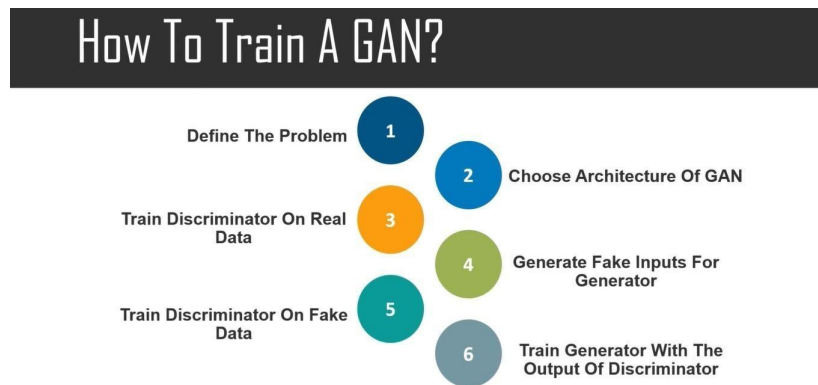 How To Train A GAN?
Define The Problem
1
2
Choose Architecture Of GAN
Train Discriminator On Real
Data
3
4
Generate Fake Inputs For
Generator
Train Discriminator On Fake
Data
5
6
Train Generator With The
Output Of Discriminator